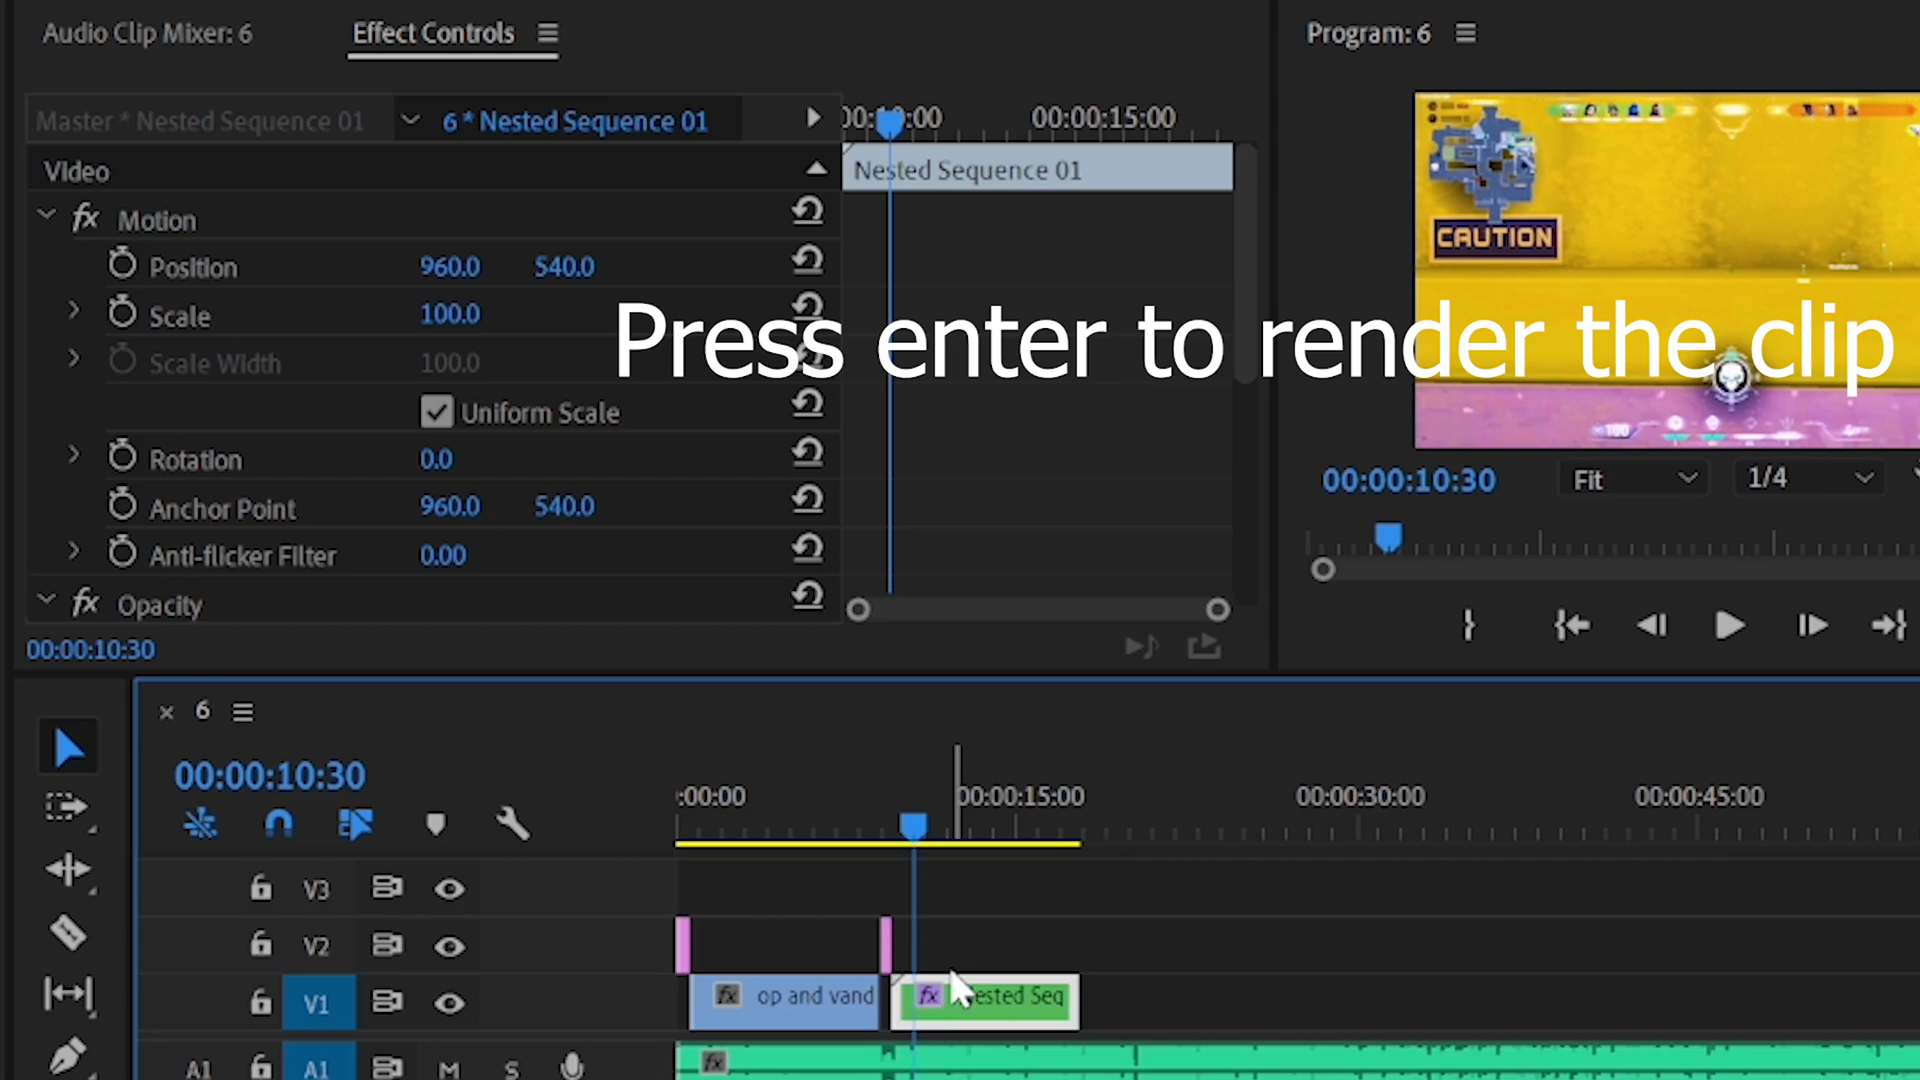 Audio Clip Mixer: 6
Effect Controls
Program: 6
Master * Nested Sequence 01
6 * Nested Sequence 01
00:00:15:00
Video
Nested Sequence 01
fx Motion
Position 960.0 540.0
CAUTION
Scale 100.0
Press enter to render the clip
Scale Width 100.0
Uniform Scale
Rotation 0.0
100
00:00:10:30 Fit 1/4
Anchor Point 960.0 540.0
Anti-flicker Filter 0.00
fx Opacity
00:00:10:30
× 6
00:00:10:30
:00:00 00:00:15:00 00:00:30:00 00:00:45:00
V3
V2
V1
fx op and vand
fx ested Seq
A1 A1 M S fx